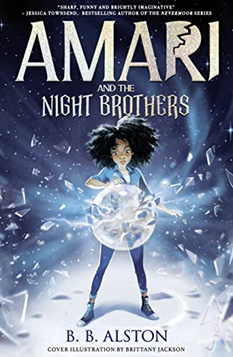 "SHARP, FUNNY AND BRIGHTLY IMAGINATIVE"
- JESSICA TOWNSEND, BESTSELLING AUTHOR OF THE NEVERMOOR SERIES
AMARI
AND THE
NIGHT BROTHERS
B. B. ALSTON
COVER ILLUSTRATION BY BRITTANY JACKSON